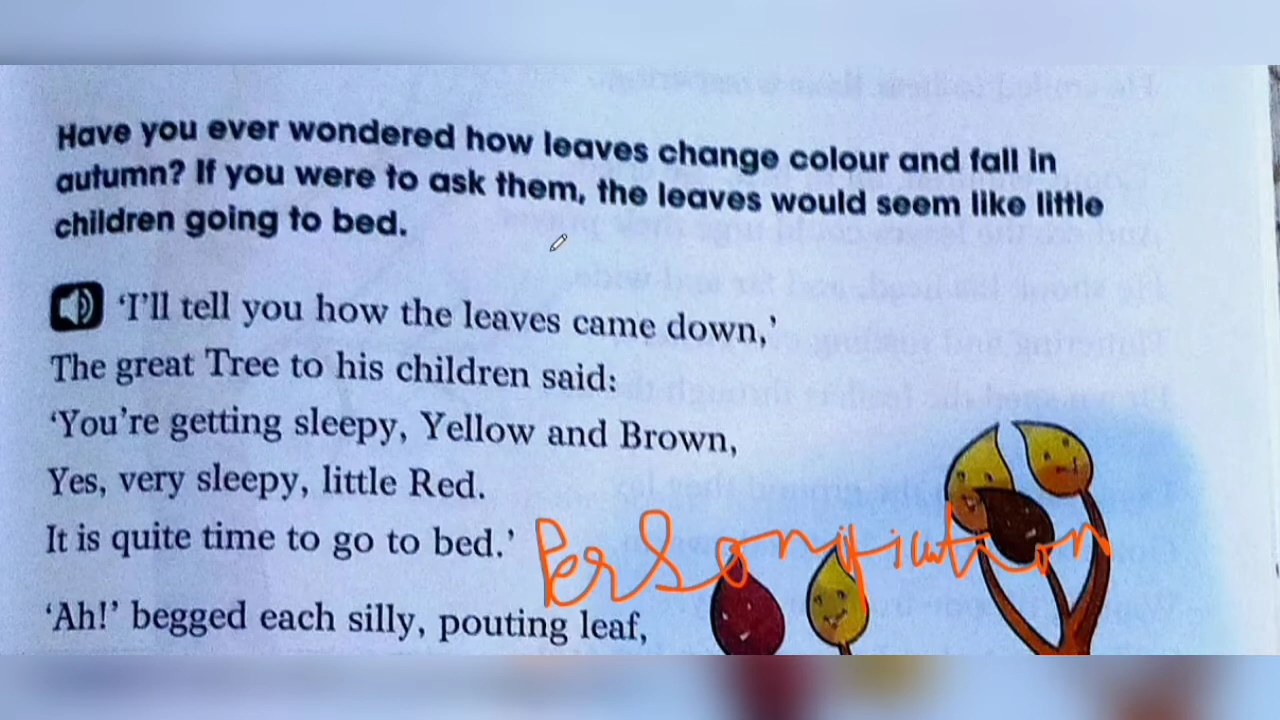 Have you ever wondered how leaves change colour and fall in
autumn? If you were to ask them, the leaves would seem like little
children going to bed.
'I'll tell you how the leaves came down,'
The great Tree to his children said:
'You're getting sleepy, Yellow and Brown,
Yes, very sleepy, little Red.
It is quite time to go to bed.'
Personification
'Ah!' begged each silly, pouting leaf,